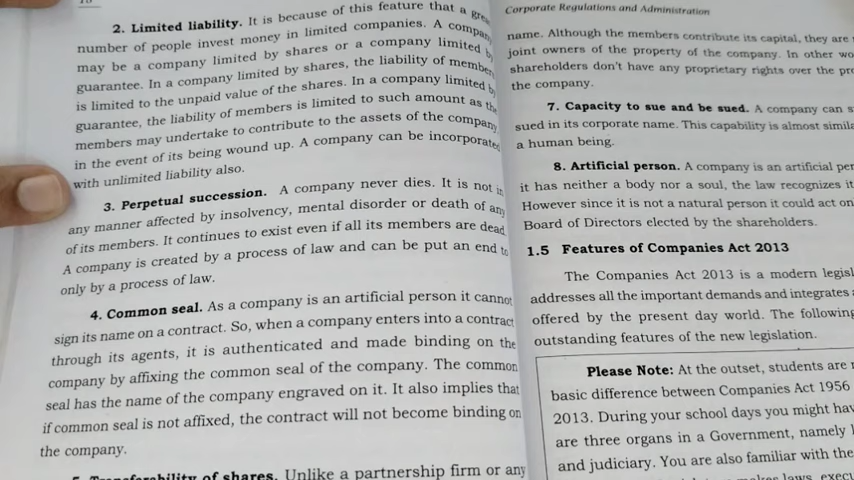 2. Limited liability. It is because of this feature that a
number of people invest money in limited companies. A company
may be a company limited by shares or a company limited by
guarantee. In a company limited by shares, the liability of members
is limited to the unpaid value of the shares. In a company limited by
guarantee, the liability of members is limited to such amount as the
members may undertake to contribute to the assets of the company
in the event of its being wound up. A company can be incorporated
with unlimited liability also.
3. Perpetual succession. A company never dies. It is not in
any manner affected by insolvency, mental disorder or death of any
of its members. It continues to exist even if all its members are dead.
A company is created by a process of law and can be put an end to
only by a process of law.
4. Common seal. As a company is an artificial person it cannot
sign its name on a contract. So, when a company enters into a contract
through its agents, it is authenticated and made binding on the
company by affixing the common seal of the company. The common
seal has the name of the company engraved on it. It also implies that
if common seal is not affixed, the contract will not become binding on
the company.
5. Transferability of shares. Unlike a partnership firm or any
Corporate Regulations and Administration
name. Although the members contribute its capital, they are
joint owners of the property of the company. In other
shareholders don't have any proprietary rights over the
the company.
7. Capacity to sue and be sued. A company can
sued in its corporate name. This capability is almost
a human being.
8. Artificial person. A company is an artificial
it has neither a body nor a soul, the law recognizes
However since it is not a natural person it could act on
Board of Directors elected by the shareholders.
1.5 Features of Companies Act 2013
The Companies Act 2013 is a modern
addresses all the important demands and integrates
offered by the present day world. The following
outstanding features of the new legislation.
Please Note: At the outset, students are
basic difference between Companies Act 1956
2013. During your school days you might
are three organs in a Government, namely
and judiciary. You are also familiar with the
laws,